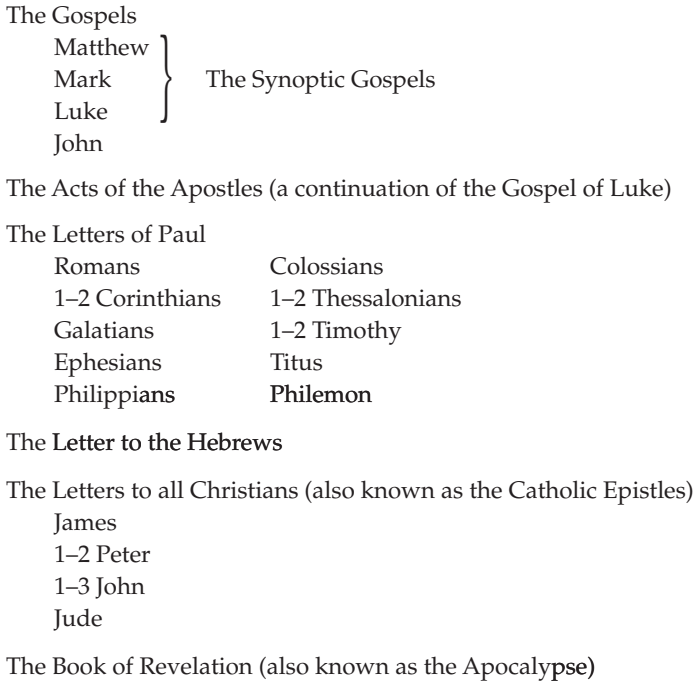 The Gospels
Matthew
Mark } The Synoptic Gospels
Luke
John
The Acts of the Apostles (a continuation of the Gospel of Luke)
The Letters of Paul
Romans Colossians
1–2 Corinthians 1–2 Thessalonians
Galatians 1–2 Timothy
Ephesians Titus
Philippians Philemon
The Letter to the Hebrews
The Letters to all Christians (also known as the Catholic Epistles)
James
1–2 Peter
1–3 John
Jude
The Book of Revelation (also known as the Apocalypse)